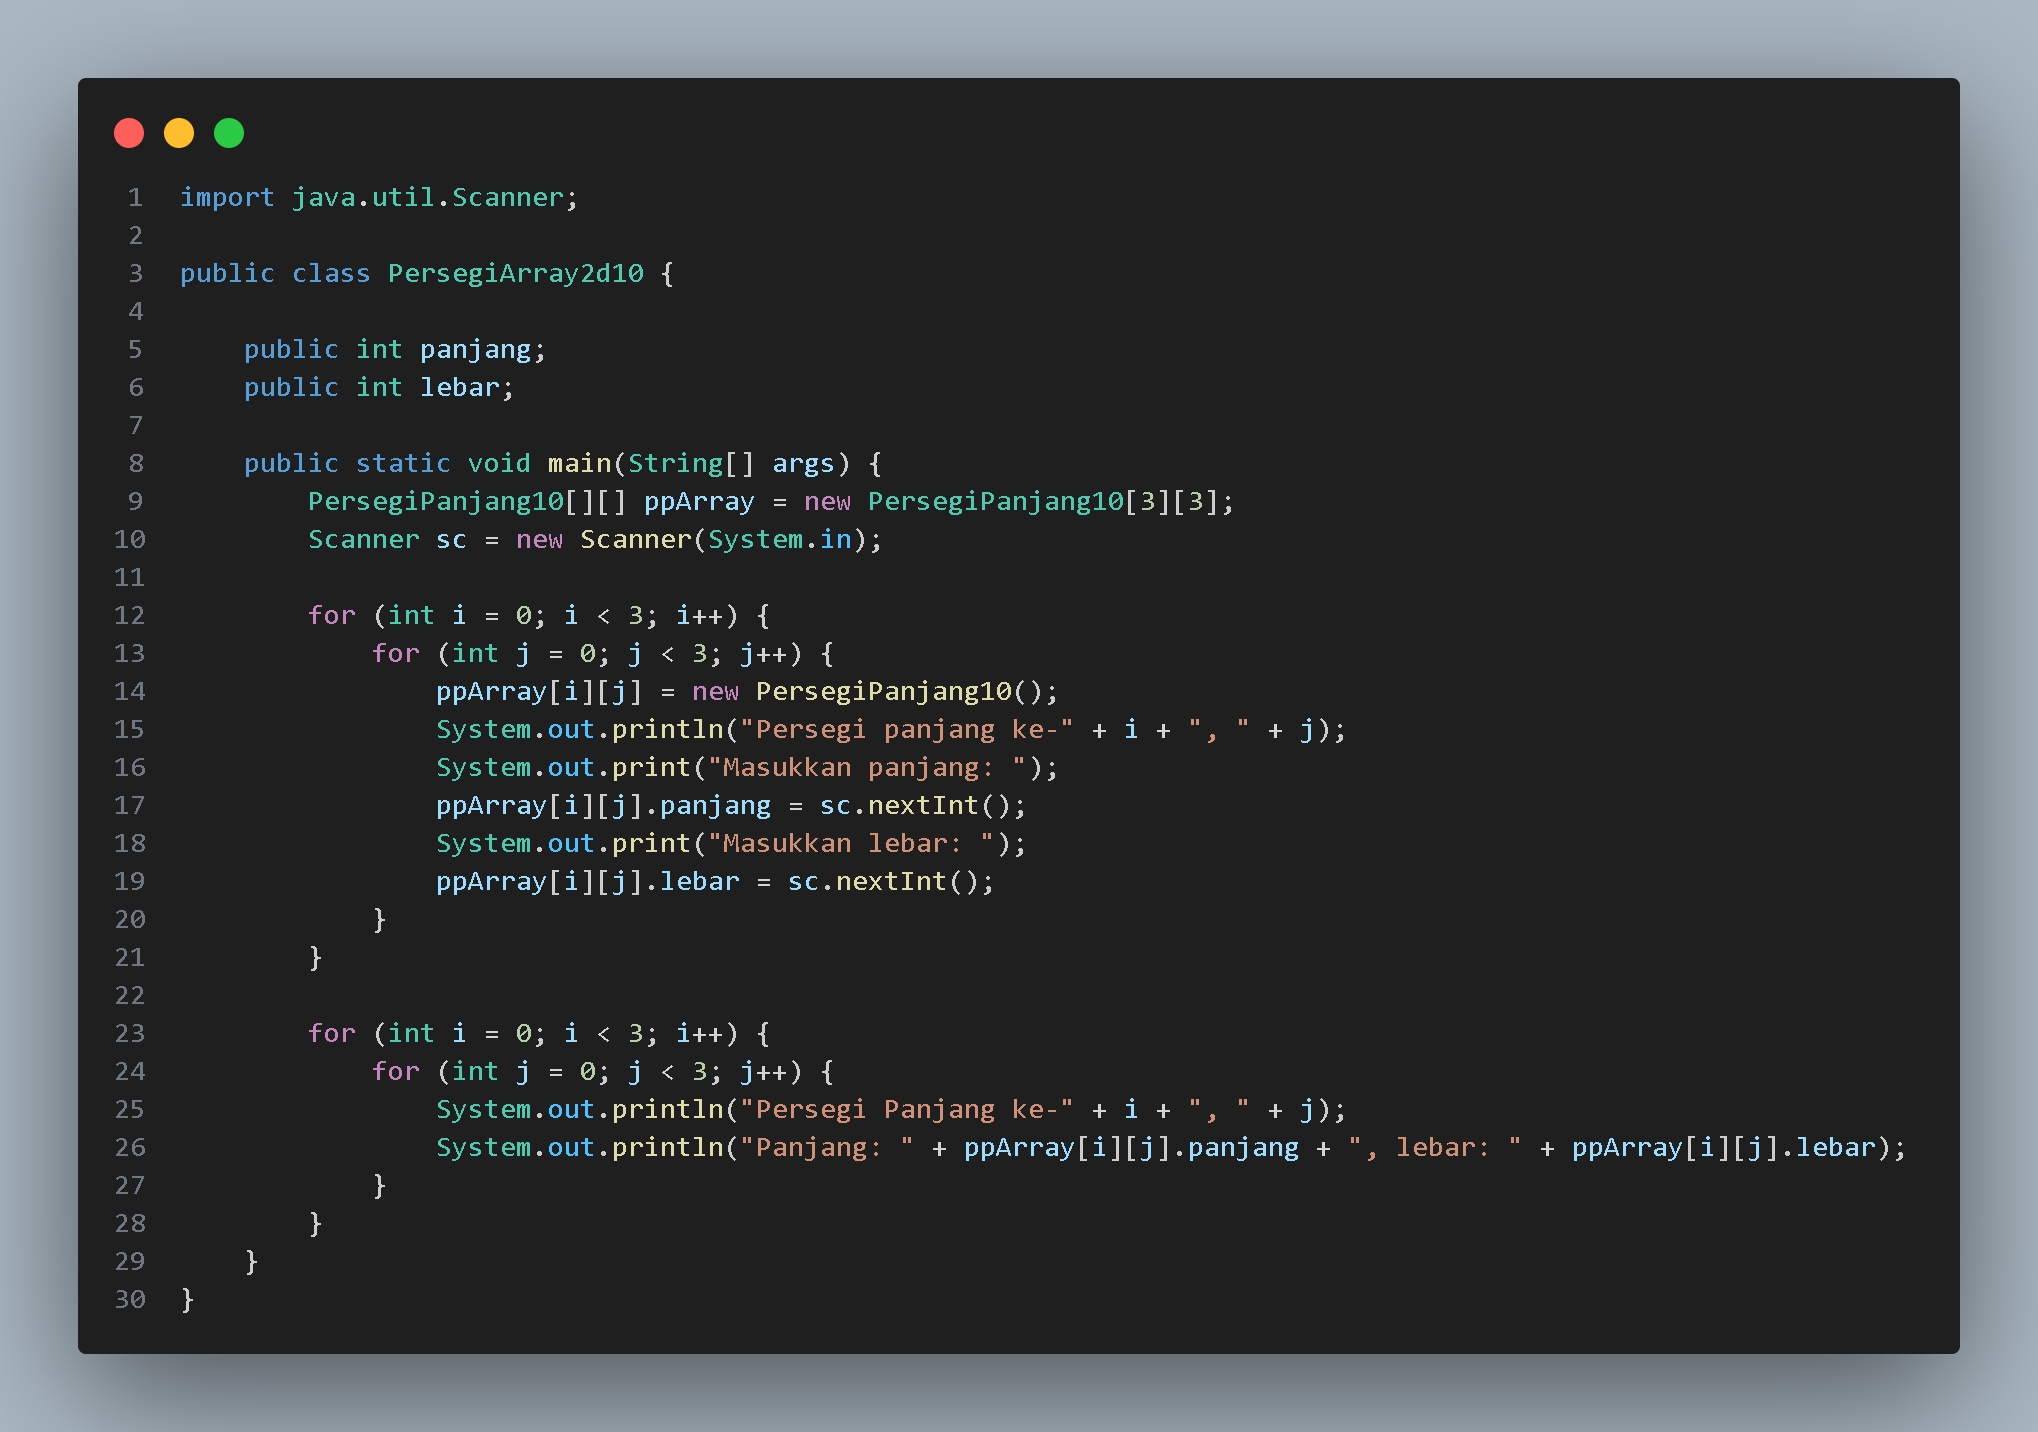 1 import java.util.Scanner;
2
3 public class PersegiArray2d10 {
4
5     public int panjang;
6     public int lebar;
7
8     public static void main(String[] args) {
9         PersegiPanjang10[][] ppArray = new PersegiPanjang10[3][3];
10         Scanner sc = new Scanner(System.in);
11
12         for (int i = 0; i < 3; i++) {
13             for (int j = 0; j < 3; j++) {
14                 ppArray[i][j] = new PersegiPanjang10();
15                 System.out.println("Persegi panjang ke-" + i + ", " + j);
16                 System.out.print("Masukkan panjang: ");
17                 ppArray[i][j].panjang = sc.nextInt();
18                 System.out.print("Masukkan lebar: ");
19                 ppArray[i][j].lebar = sc.nextInt();
20             }
21         }
22
23         for (int i = 0; i < 3; i++) {
24             for (int j = 0; j < 3; j++) {
25                 System.out.println("Persegi Panjang ke-" + i + ", " + j);
26                 System.out.println("Panjang: " + ppArray[i][j].panjang + ", lebar: " + ppArray[i][j].lebar);
27             }
28         }
29     }
30 }